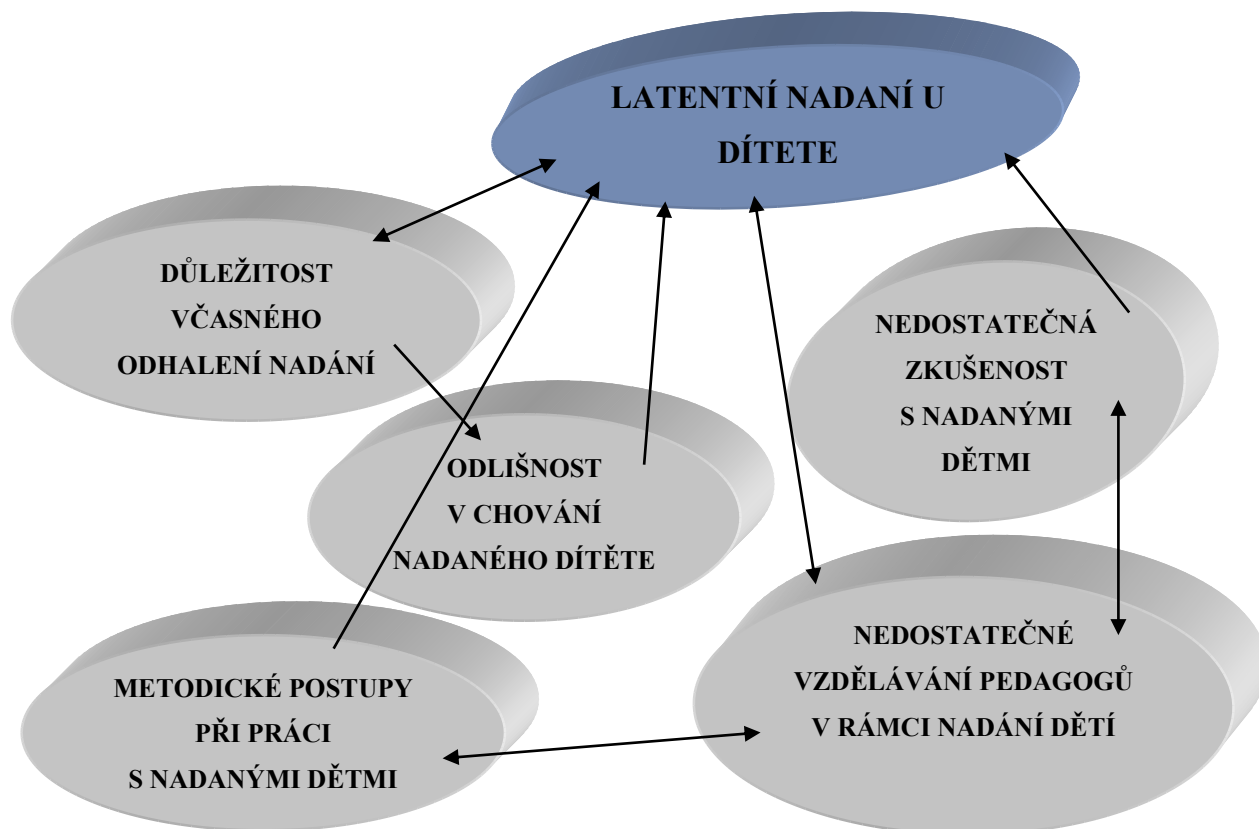 LATENTNÍ NADANÍ U
DÍTETE
DŮLEŽITOST
VČASNÉHO
ODHALENÍ NADÁNÍ
NEDOSTATEČNÁ
ZKUŠENOST
S NADANÝMI
DĚTMI
ODLIŠNOST
V CHOVÁNÍ
NADANÉHO DÍTĚTE
METODICKÉ POSTUPY
PŘI PRÁCI
S NADANÝMI DĚTMI
NEDOSTATEČNÉ
VZDĚLÁVÁNÍ PEDAGOGŮ
V RÁMCI NADÁNÍ DĚTÍ